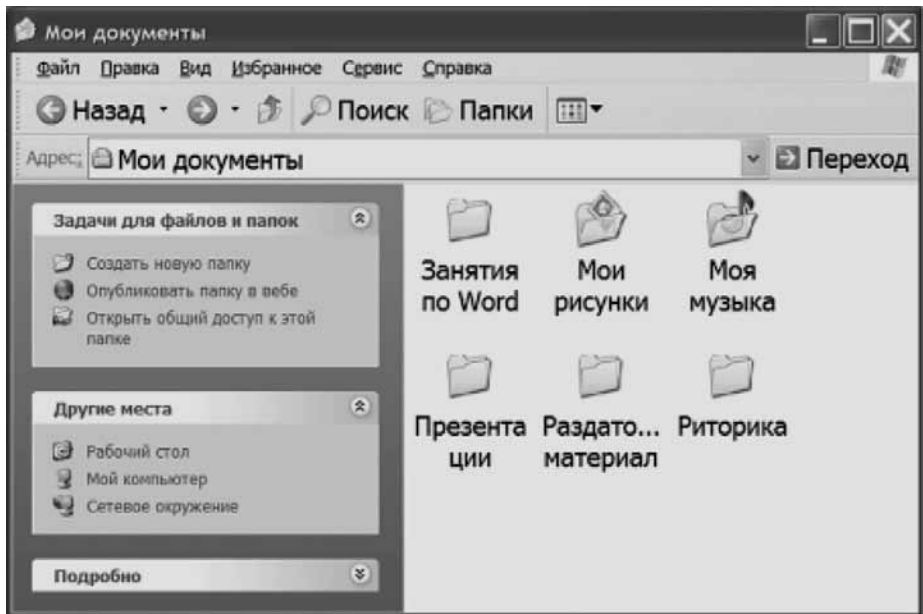 Мои документы
Файл Правка Вид Избранное Сервис Справка
Назад Поиск Папки
Адрес: Мои документы Переход
Задачи для файлов и папок
Создать новую папку
Опубликовать папку в вебе
Открыть общий доступ к этой
папке
Другие места
Рабочий стол
Мой компьютер
Сетевое окружение
Подробно
Занятия
по Word
Мои
рисунки
Моя
музыка
Презента
ции
Раздато...
материал
Риторика